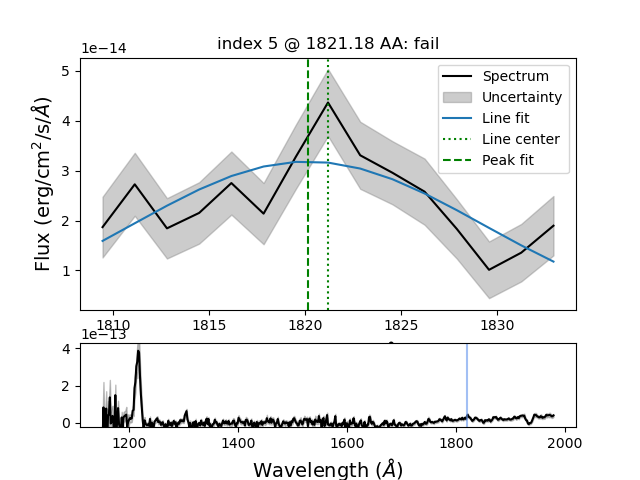 index 5 @ 1821.18 AA: fail
1e−14
5
4
3
2
1
Flux (erg/cm²/s/Å)
Spectrum
Uncertainty
Line fit
Line center
Peak fit
1810 1815 1820 1825 1830
1e−13
4
2
0
1200 1400 1600 1800 2000
Wavelength (Å)